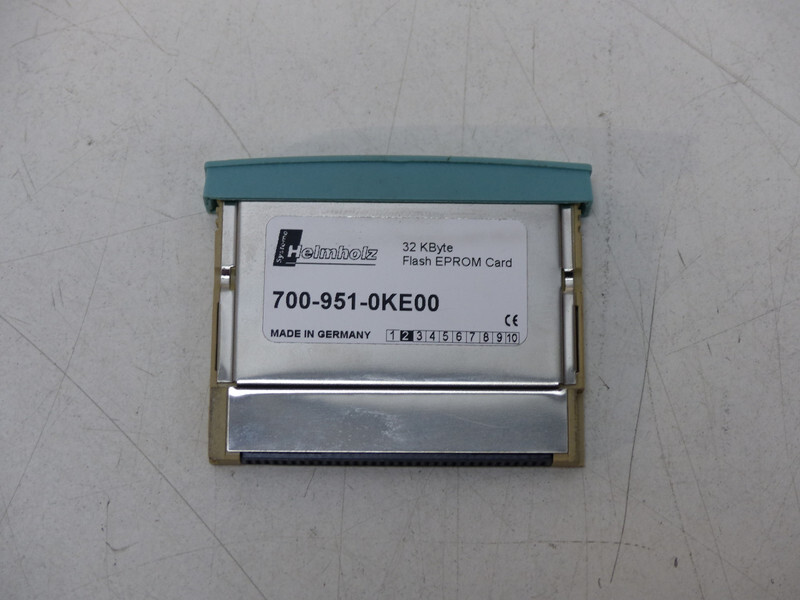 Systeme
Helmholz
32 KByte
Flash EPROM Card
700-951-0KE00
CE
MADE IN GERMANY
1 2 3 4 5 6 7 8 9 10